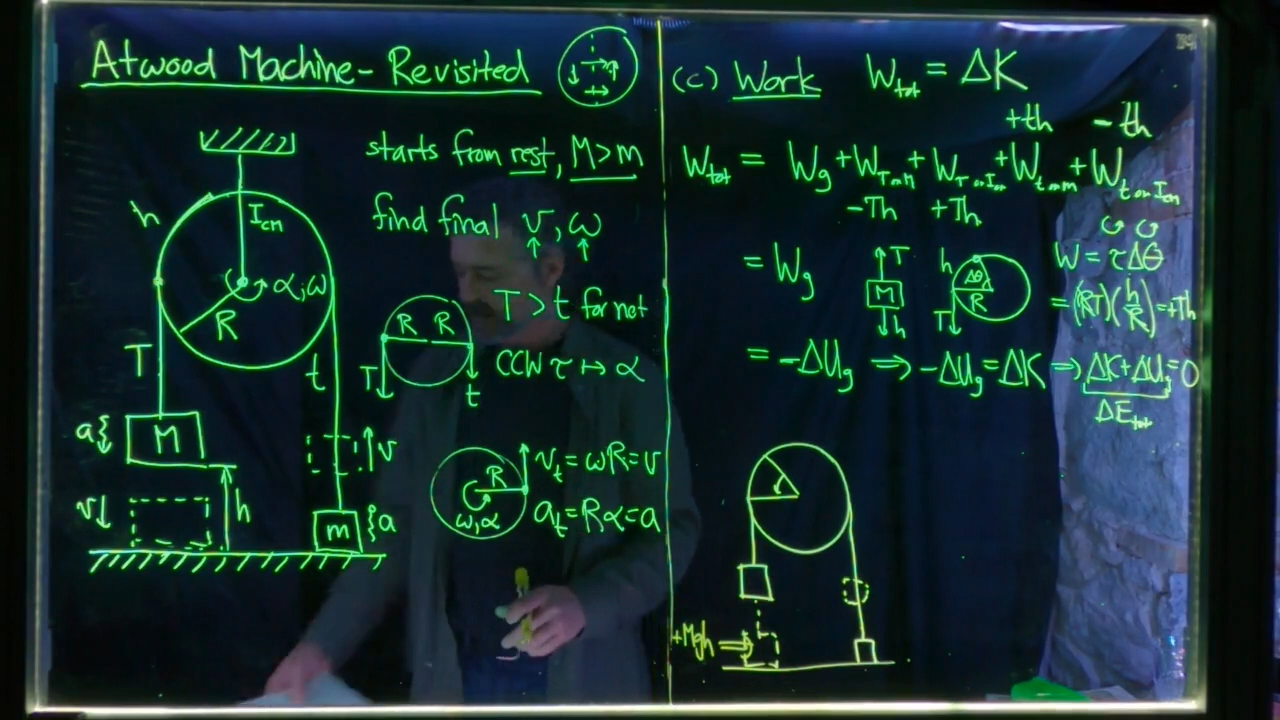 Atwood Machine - Revisited
starts from rest, M>m
find final v, ω
h
I_cm
α, ω
R
T
t
a
M
v
h
v
m
a
R R
T
t
T > t for net
CCW τ ↦ α
R
ω, α
v_t = ωR = v
a_t = Rα = a
(c) Work W_tot = ΔK
+th -th
W_tot = W_g + W_T on M + W_T on I_cm + W_t on m + W_t on I_cm
-Th +Th
= W_g
T
M
↓h
h
Δθ
R
T
W = τΔθ
= (RT)(h/R) = +Th
= -ΔU_g ⟹ -ΔU_g = ΔK ⟹ ΔK + ΔU_g = 0
ΔE_tot
+Mgh